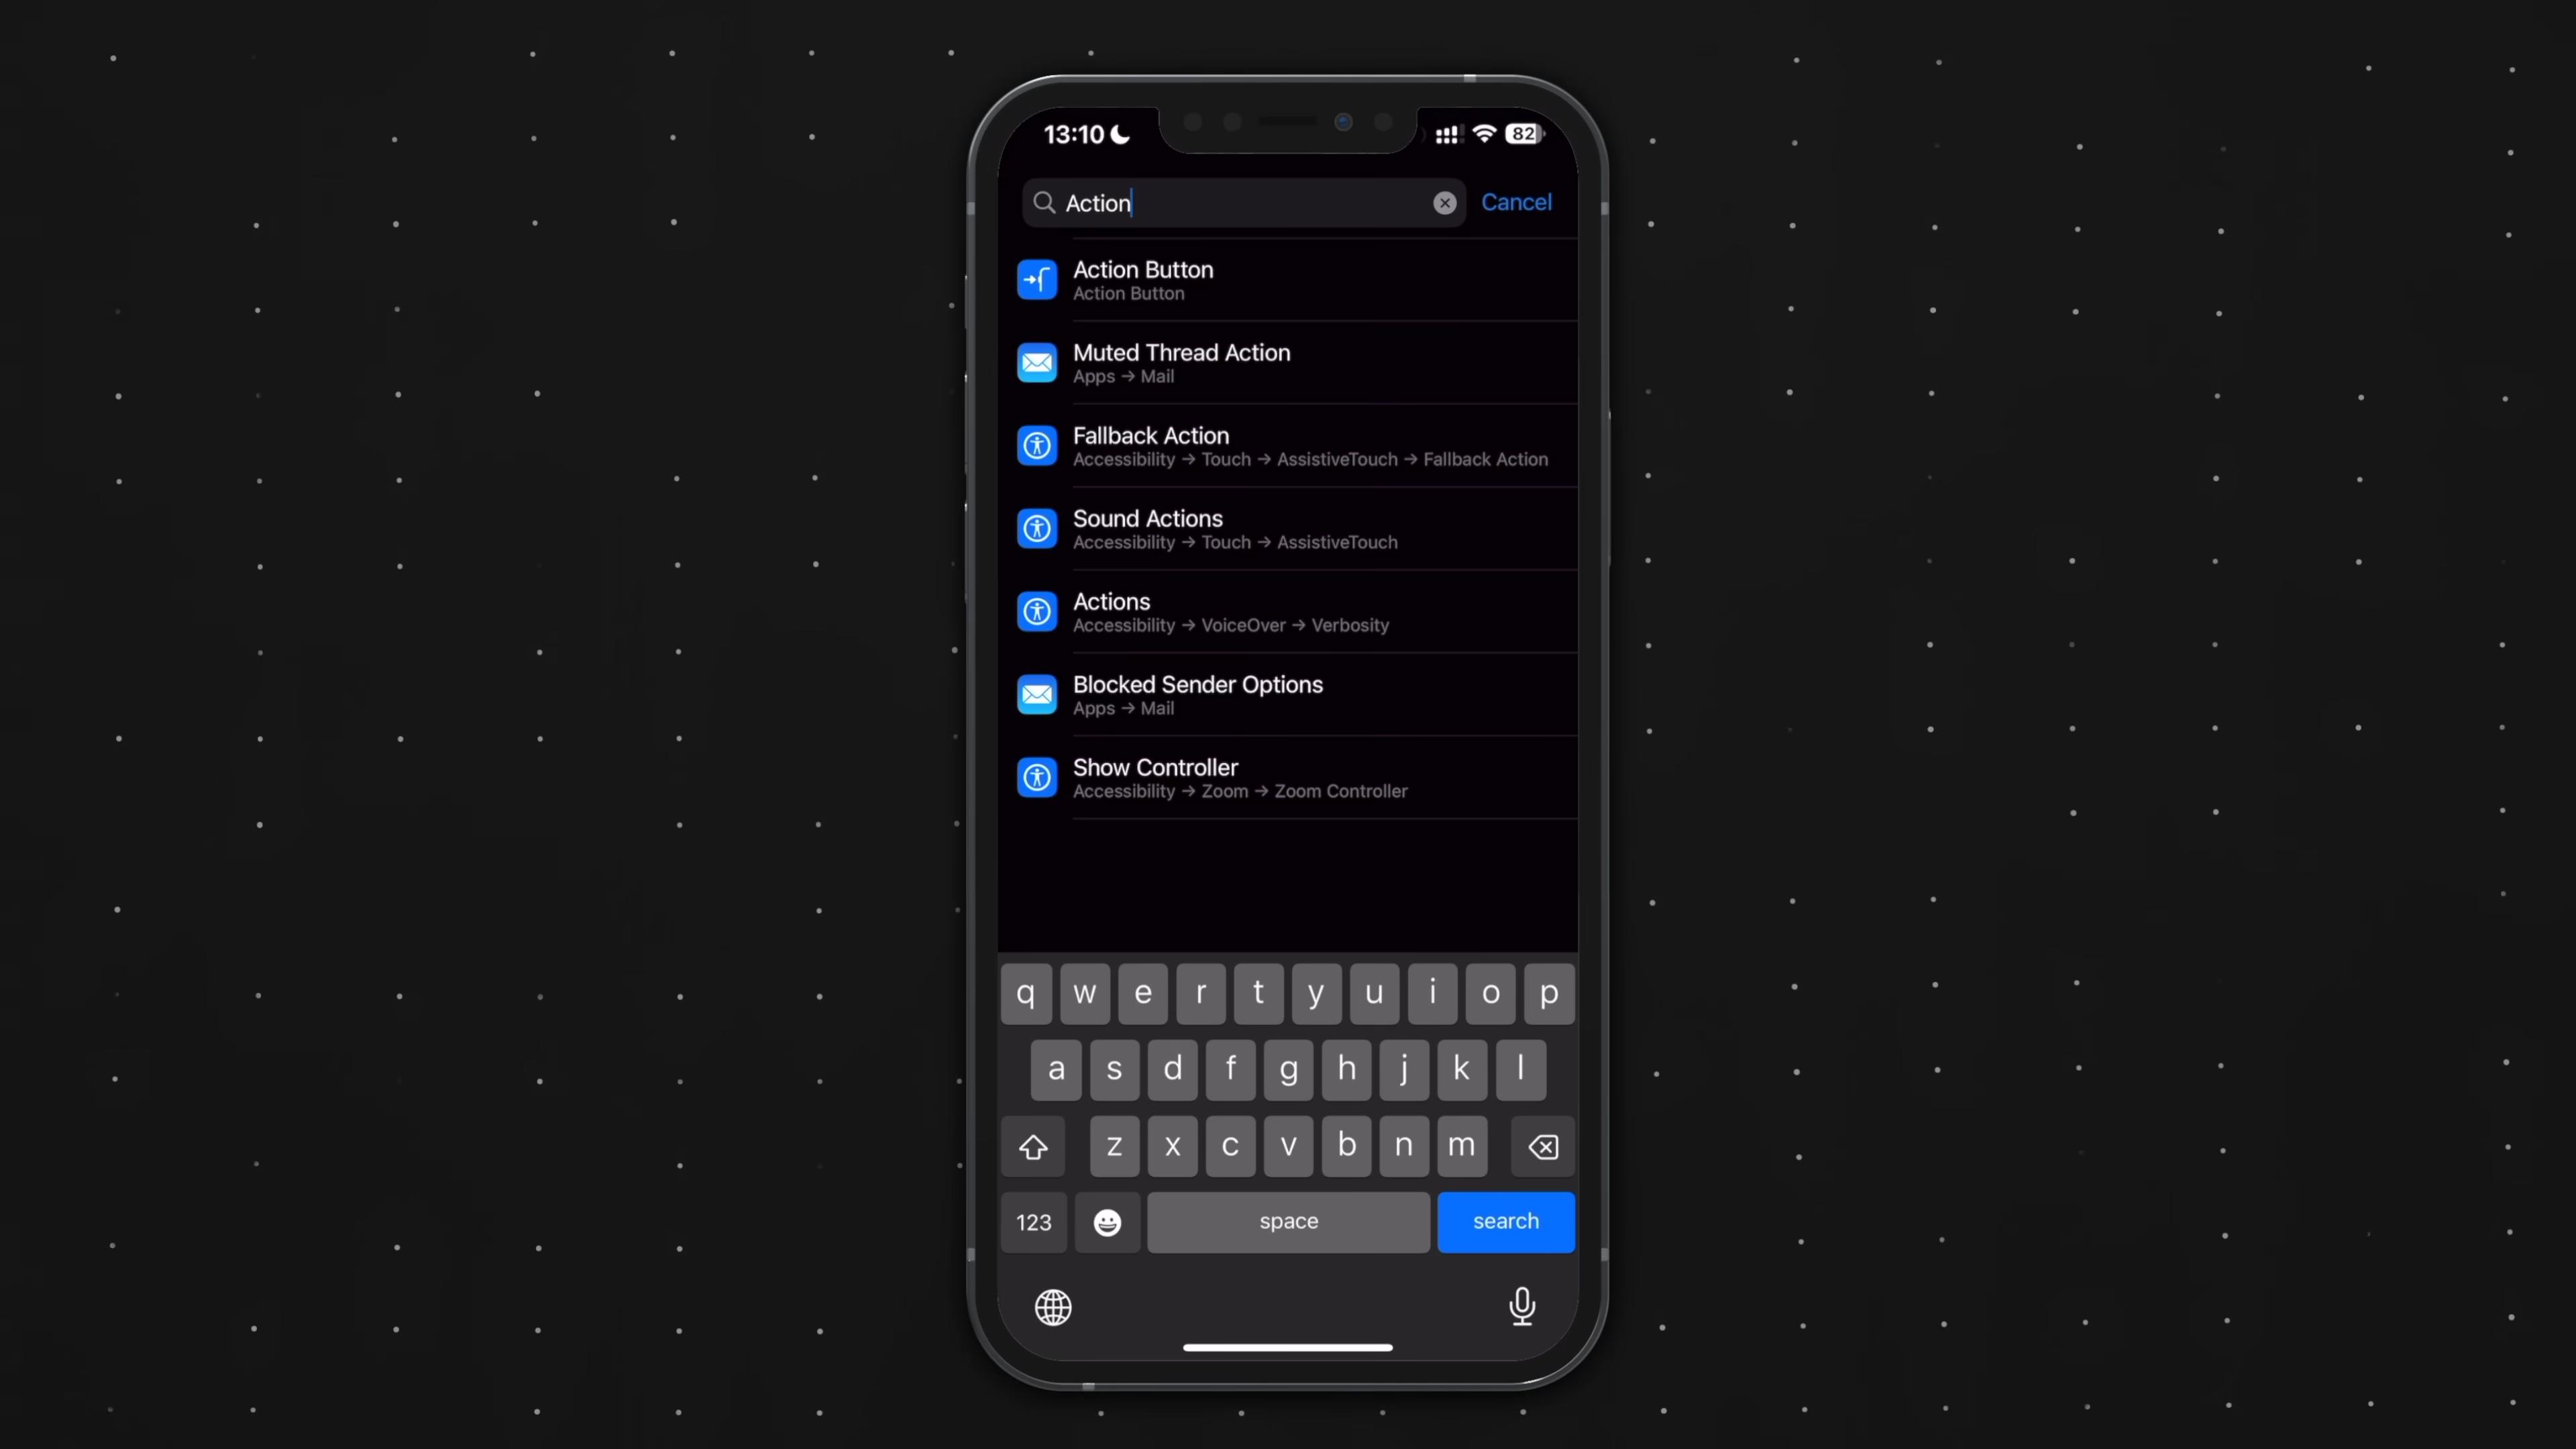 13:10
82
Action
Cancel
Action Button
Action Button
Muted Thread Action
Apps → Mail
Fallback Action
Accessibility → Touch → AssistiveTouch → Fallback Action
Sound Actions
Accessibility → Touch → AssistiveTouch
Actions
Accessibility → VoiceOver → Verbosity
Blocked Sender Options
Apps → Mail
Show Controller
Accessibility → Zoom → Zoom Controller
q w e r t y u i o p
a s d f g h j k l
z x c v b n m
123 space search